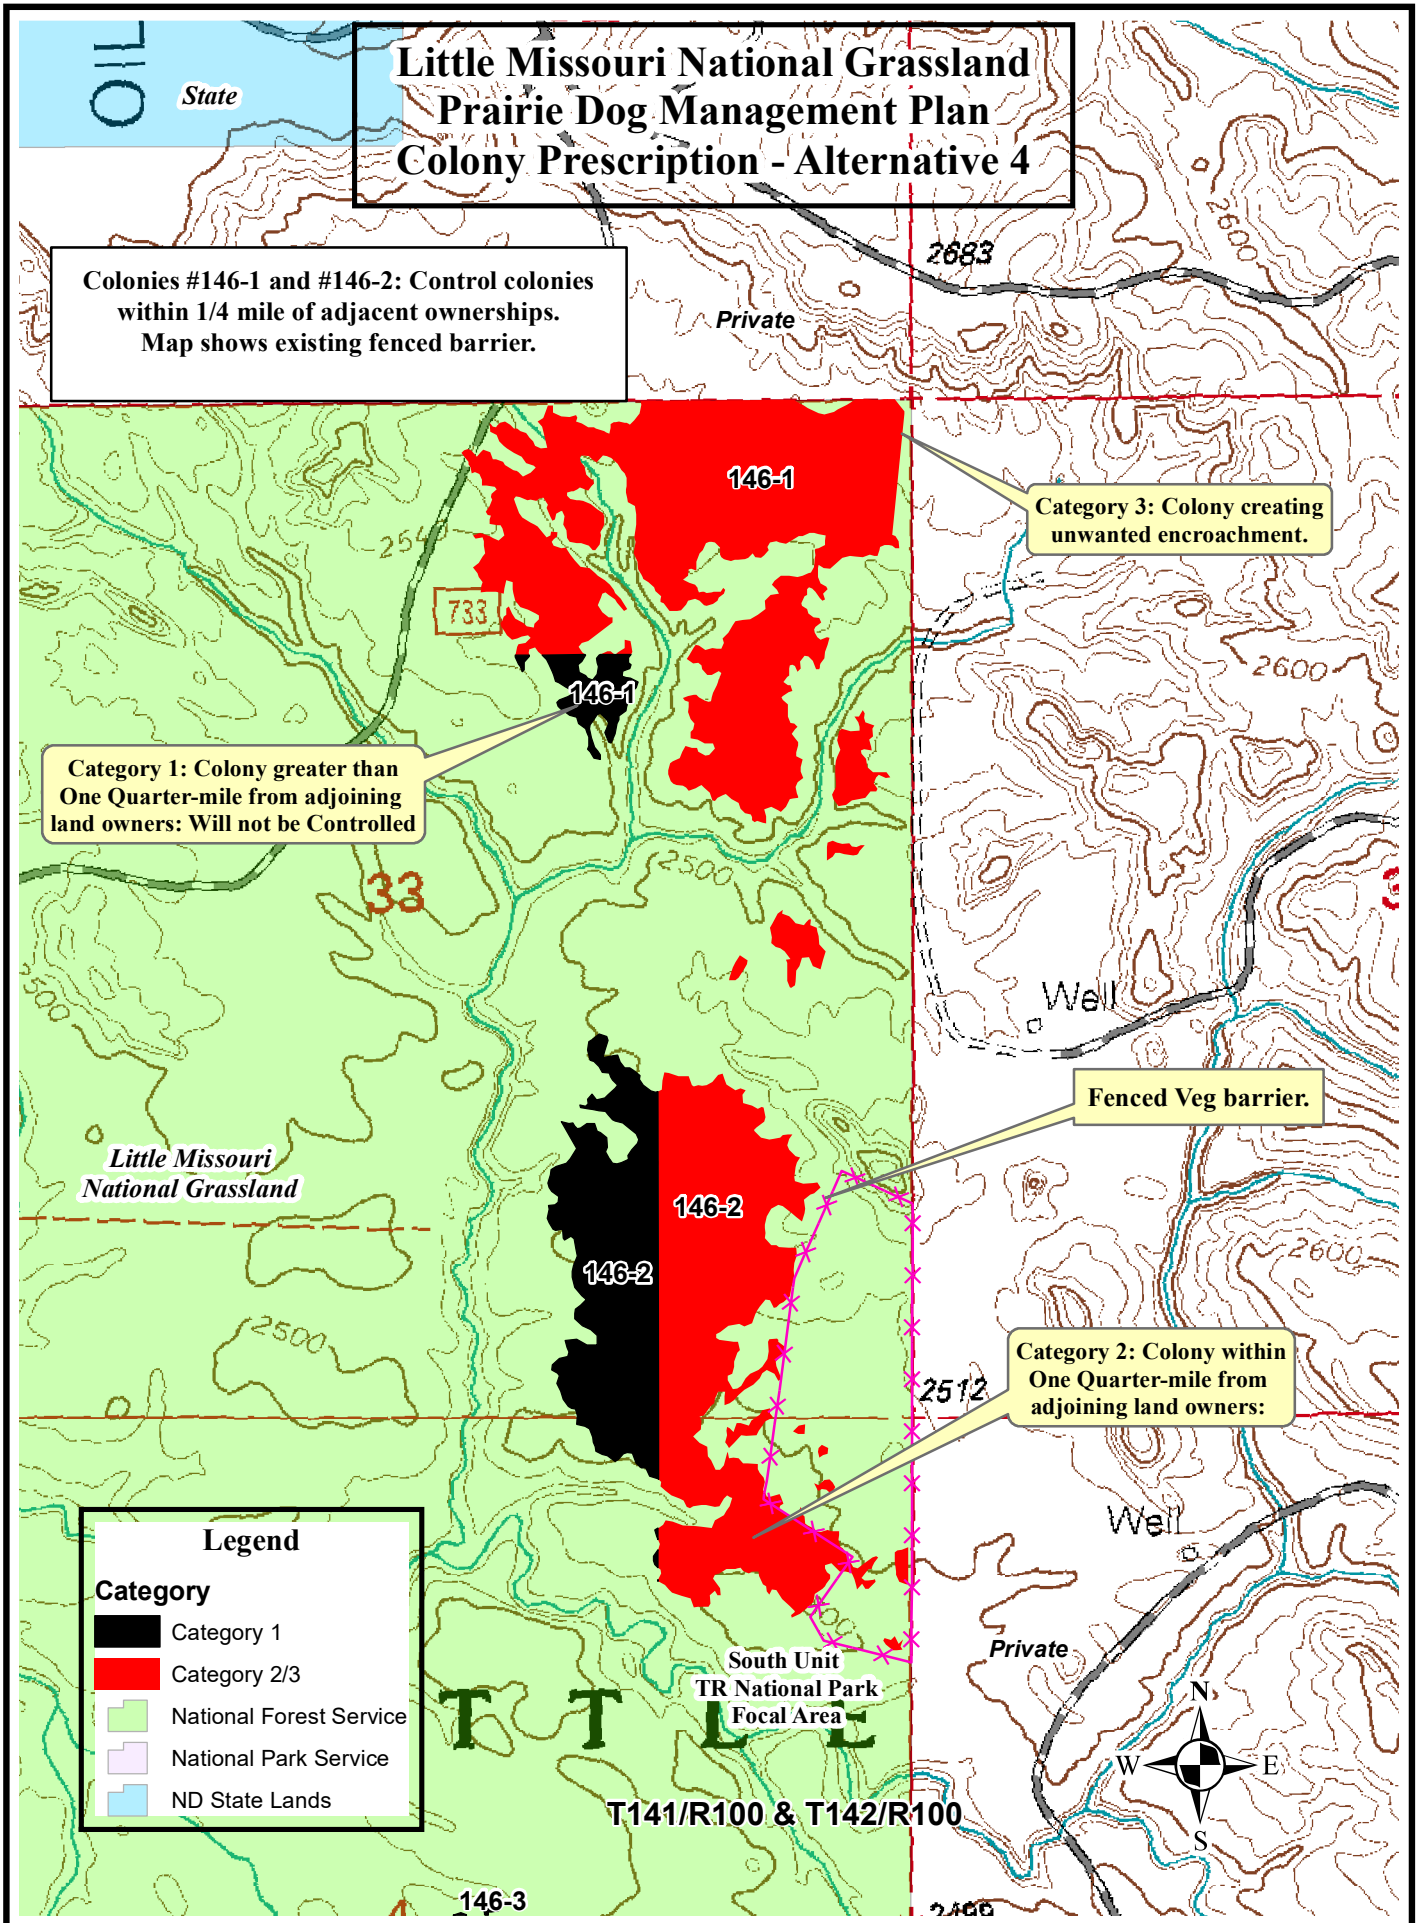 OIL
State
Little Missouri National Grassland
Prairie Dog Management Plan
Colony Prescription - Alternative 4
2600
2683
Colonies #146-1 and #146-2: Control colonies
within 1/4 mile of adjacent ownerships.
Map shows existing fenced barrier.
Private
146-1
Category 3: Colony creating
unwanted encroachment.
254
733
2600
146-1
Category 1: Colony greater than
One Quarter-mile from adjoining
land owners: Will not be Controlled
2500
33
3
500
Well
Fenced Veg barrier.
Little Missouri
National Grassland
146-2
146-2
2600
2500
Category 2: Colony within
One Quarter-mile from
adjoining land owners:
2512
Well
Legend
Category
Category 1
Category 2/3
National Forest Service
National Park Service
ND State Lands
Private
South Unit
TR National Park
Focal Area
T T L E
N
W E
S
T141/R100 & T142/R100
146-3
2499